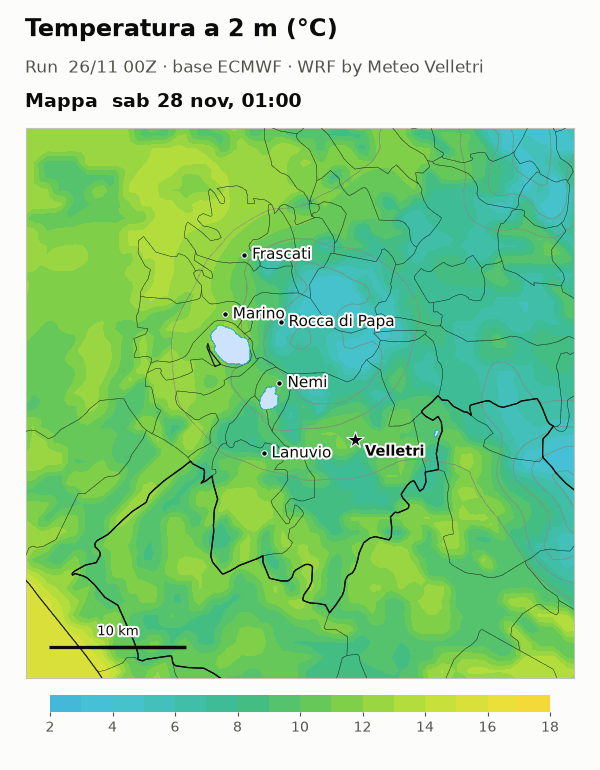 Temperatura a 2 m (°C)
Run  26/11 00Z · base ECMWF · WRF by Meteo Velletri
Mappa  sab 28 nov, 01:00
Frascati
Marino
Rocca di Papa
Nemi
Velletri
Lanuvio
10 km
2 4 6 8 10 12 14 16 18